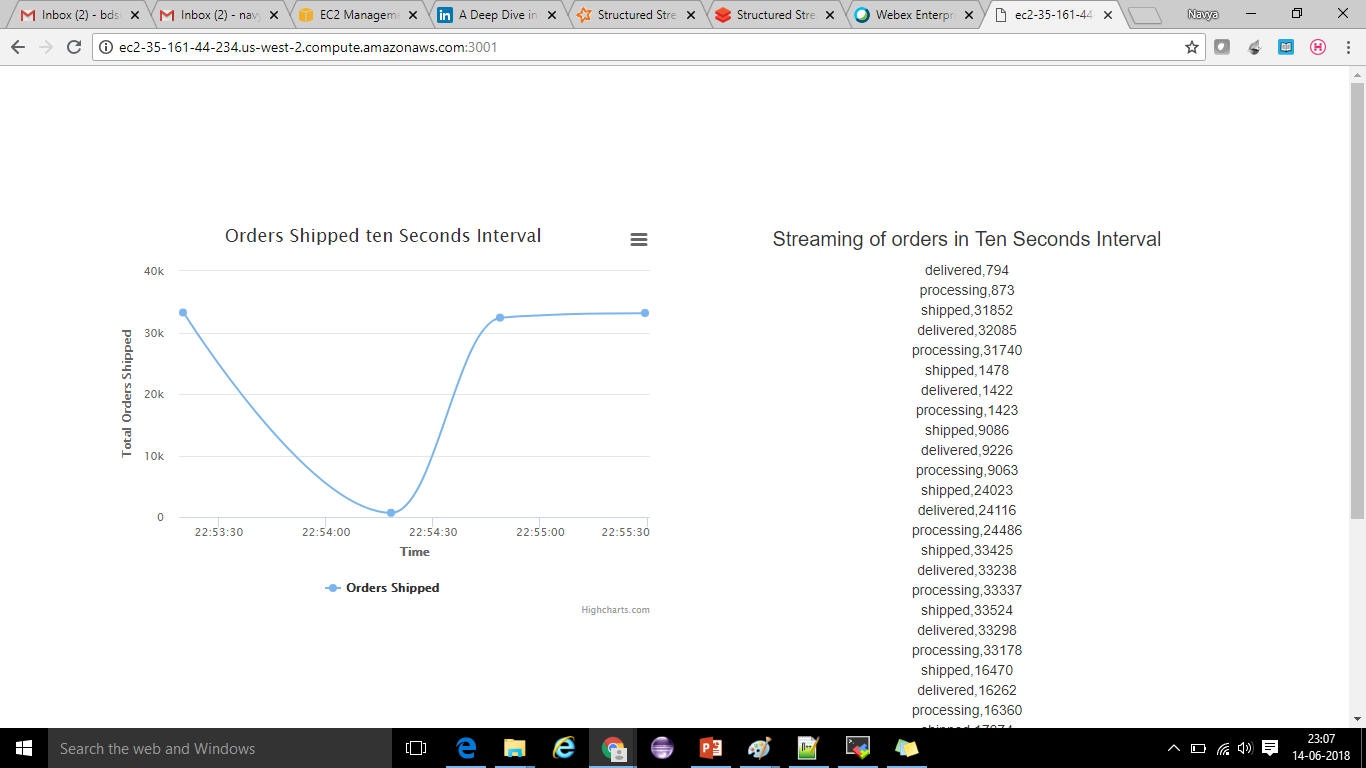 Inbox (2) - bds
Inbox (2) - navy
EC2 Managem
A Deep Dive in
Structured Stre
Structured Stre
Webex Enterpr
ec2-35-161-44
Navya
ec2-35-161-44-234.us-west-2.compute.amazonaws.com:3001
Orders Shipped ten Seconds Interval
Total Orders Shipped
40k
30k
20k
10k
0
22:53:30 22:54:00 22:54:30 22:55:00 22:55:30
Time
Orders Shipped
Highcharts.com
Streaming of orders in Ten Seconds Interval
delivered,794
processing,873
shipped,31852
delivered,32085
processing,31740
shipped,1478
delivered,1422
processing,1423
shipped,9086
delivered,9226
processing,9063
shipped,24023
delivered,24116
processing,24486
shipped,33425
delivered,33238
processing,33337
shipped,33524
delivered,33298
processing,33178
shipped,16470
delivered,16262
processing,16360
Search the web and Windows
23:07
14-06-2018